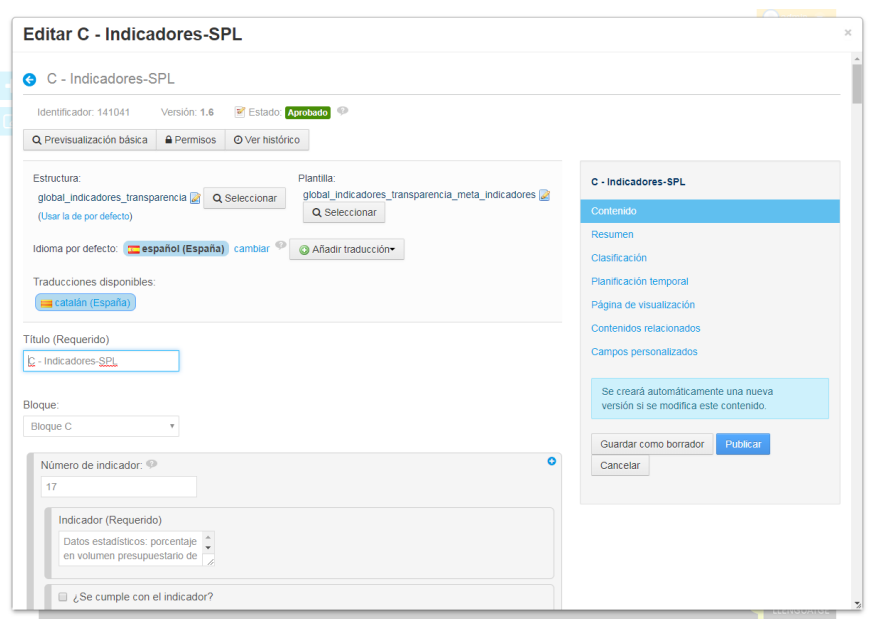 Editar C - Indicadores-SPL
×
C - Indicadores-SPL
Identificador: 141041 Versión: 1.6 Estado: Aprobado
Previsualización básica Permisos Ver histórico
Estructura:
global_indicadores_transparencia Seleccionar
(Usar la de por defecto)
Plantilla:
global_indicadores_transparencia_meta_indicadores
Seleccionar
Idioma por defecto: español (España) cambiar Añadir traducción
Traducciones disponibles:
catalán (España)
Título (Requerido)
C - Indicadores-SPL
Bloque:
Bloque C
Número de indicador:
17
Indicador (Requerido)
Datos estadísticos: porcentaje
en volumen presupuestario de
¿Se cumple con el indicador?
C - Indicadores-SPL
Contenido
Resumen
Clasificación
Planificación temporal
Página de visualización
Contenidos relacionados
Campos personalizados
Se creará automáticamente una nueva
versión si se modifica este contenido.
Guardar como borrador Publicar
Cancelar